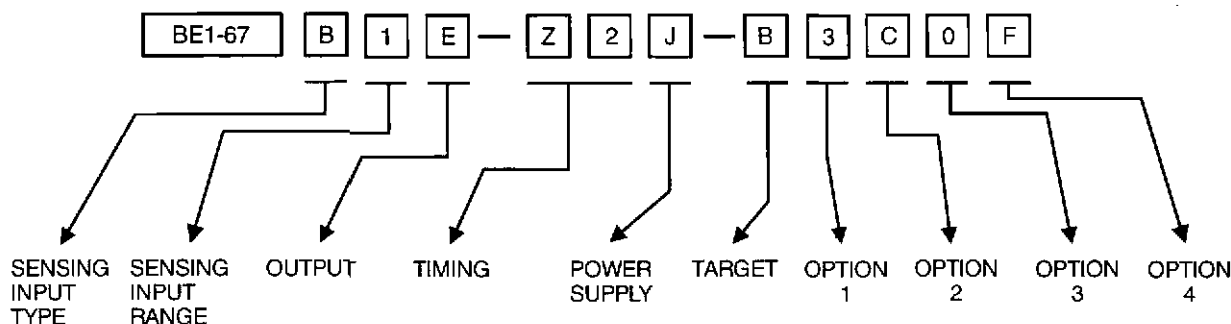 BE1-67 B 1 E — Z 2 J — B 3 C 0 F
SENSING INPUT TYPE
SENSING INPUT RANGE
OUTPUT
TIMING
POWER SUPPLY
TARGET
OPTION 1
OPTION 2
OPTION 3
OPTION 4